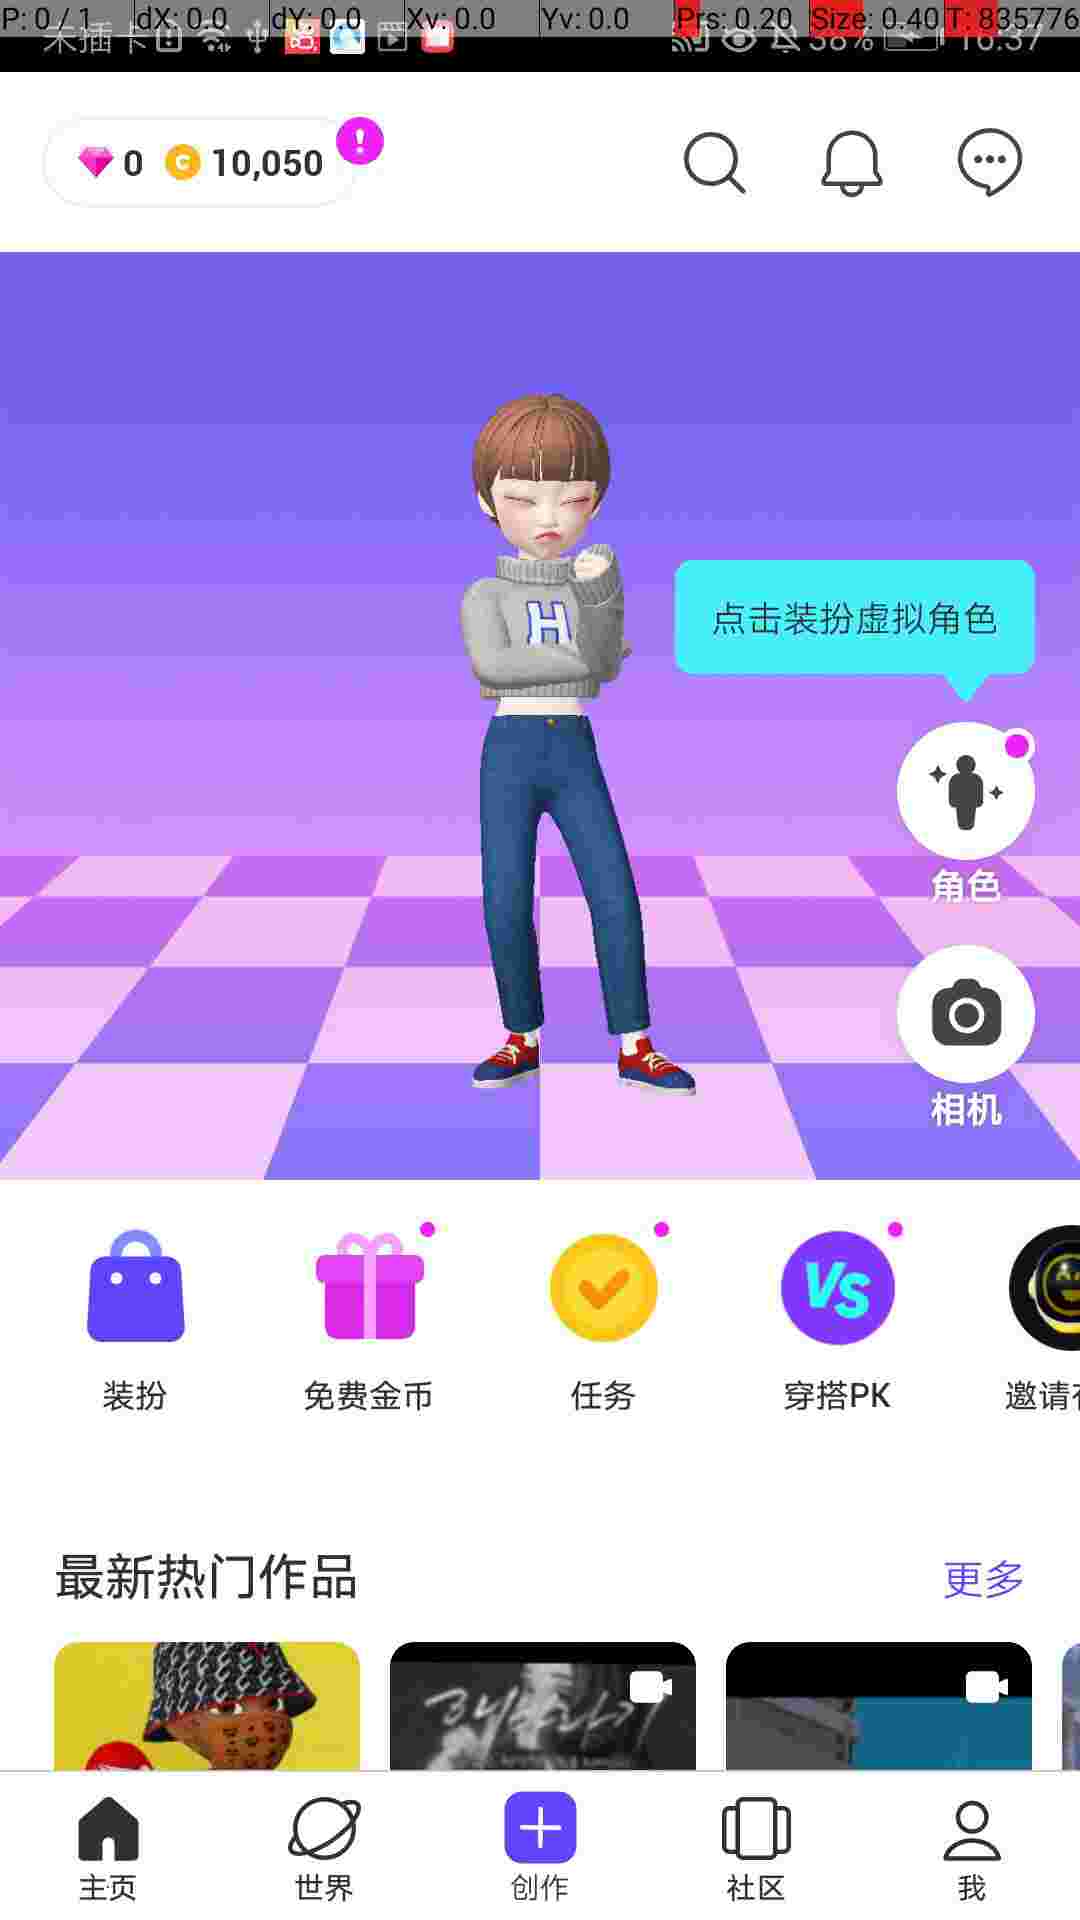 P: 0 / 1 dX: 0.0 dY: 0.0 Xv: 0.0 Yv: 0.0 Prs: 0.20 Size: 0.40 T: 835776
未插卡 38% 16:37
0 C 10,050
H
点击装扮虚拟角色
角色
相机
VS
装扮 免费金币 任务 穿搭PK 邀请
最新热门作品 更多
主页 世界 创作 社区 我